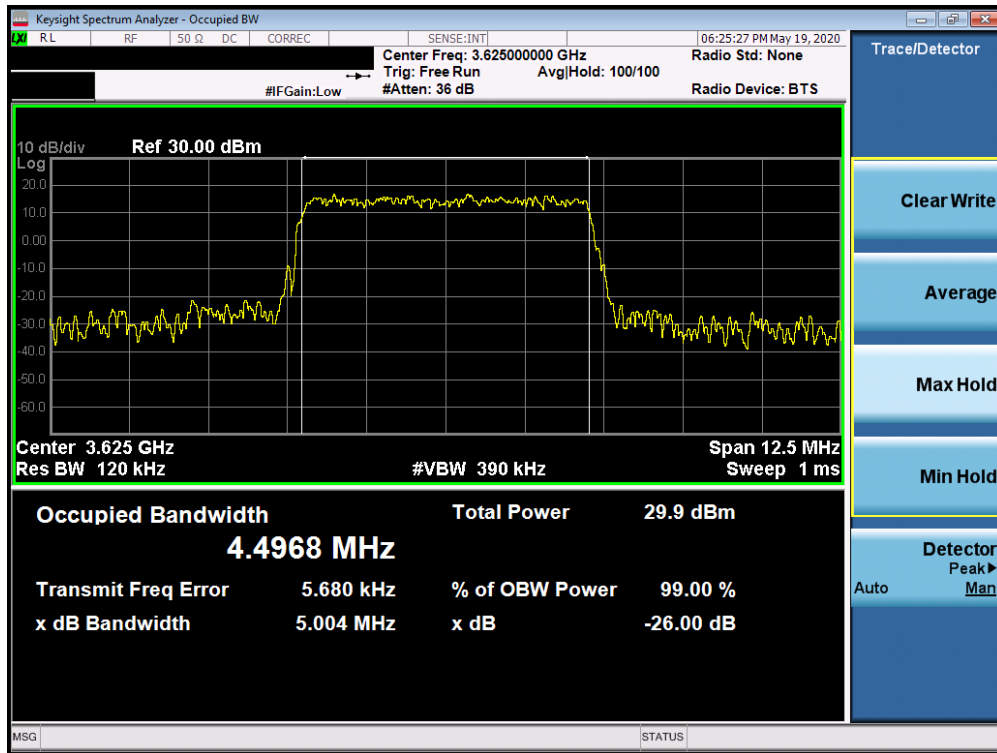 Keysight Spectrum Analyzer - Occupied BW
LXI RL RF 50 Ω DC CORREC SENSE:INT 06:25:27 PM May 19, 2020
Center Freq: 3.625000000 GHz Radio Std: None
Trig: Free Run Avg|Hold: 100/100
#IFGain:Low #Atten: 36 dB Radio Device: BTS
10 dB/div Ref 30.00 dBm
Log
20.0
10.0
0.00
-10.0
-20.0
-30.0
-40.0
-50.0
-60.0
Center 3.625 GHz Span 12.5 MHz
Res BW 120 kHz #VBW 390 kHz Sweep 1 ms
Occupied Bandwidth Total Power 29.9 dBm
4.4968 MHz
Transmit Freq Error 5.680 kHz % of OBW Power 99.00 %
x dB Bandwidth 5.004 MHz x dB -26.00 dB
MSG STATUS
Trace/Detector
Clear Write
Average
Max Hold
Min Hold
Detector
Peak▶
Auto Man